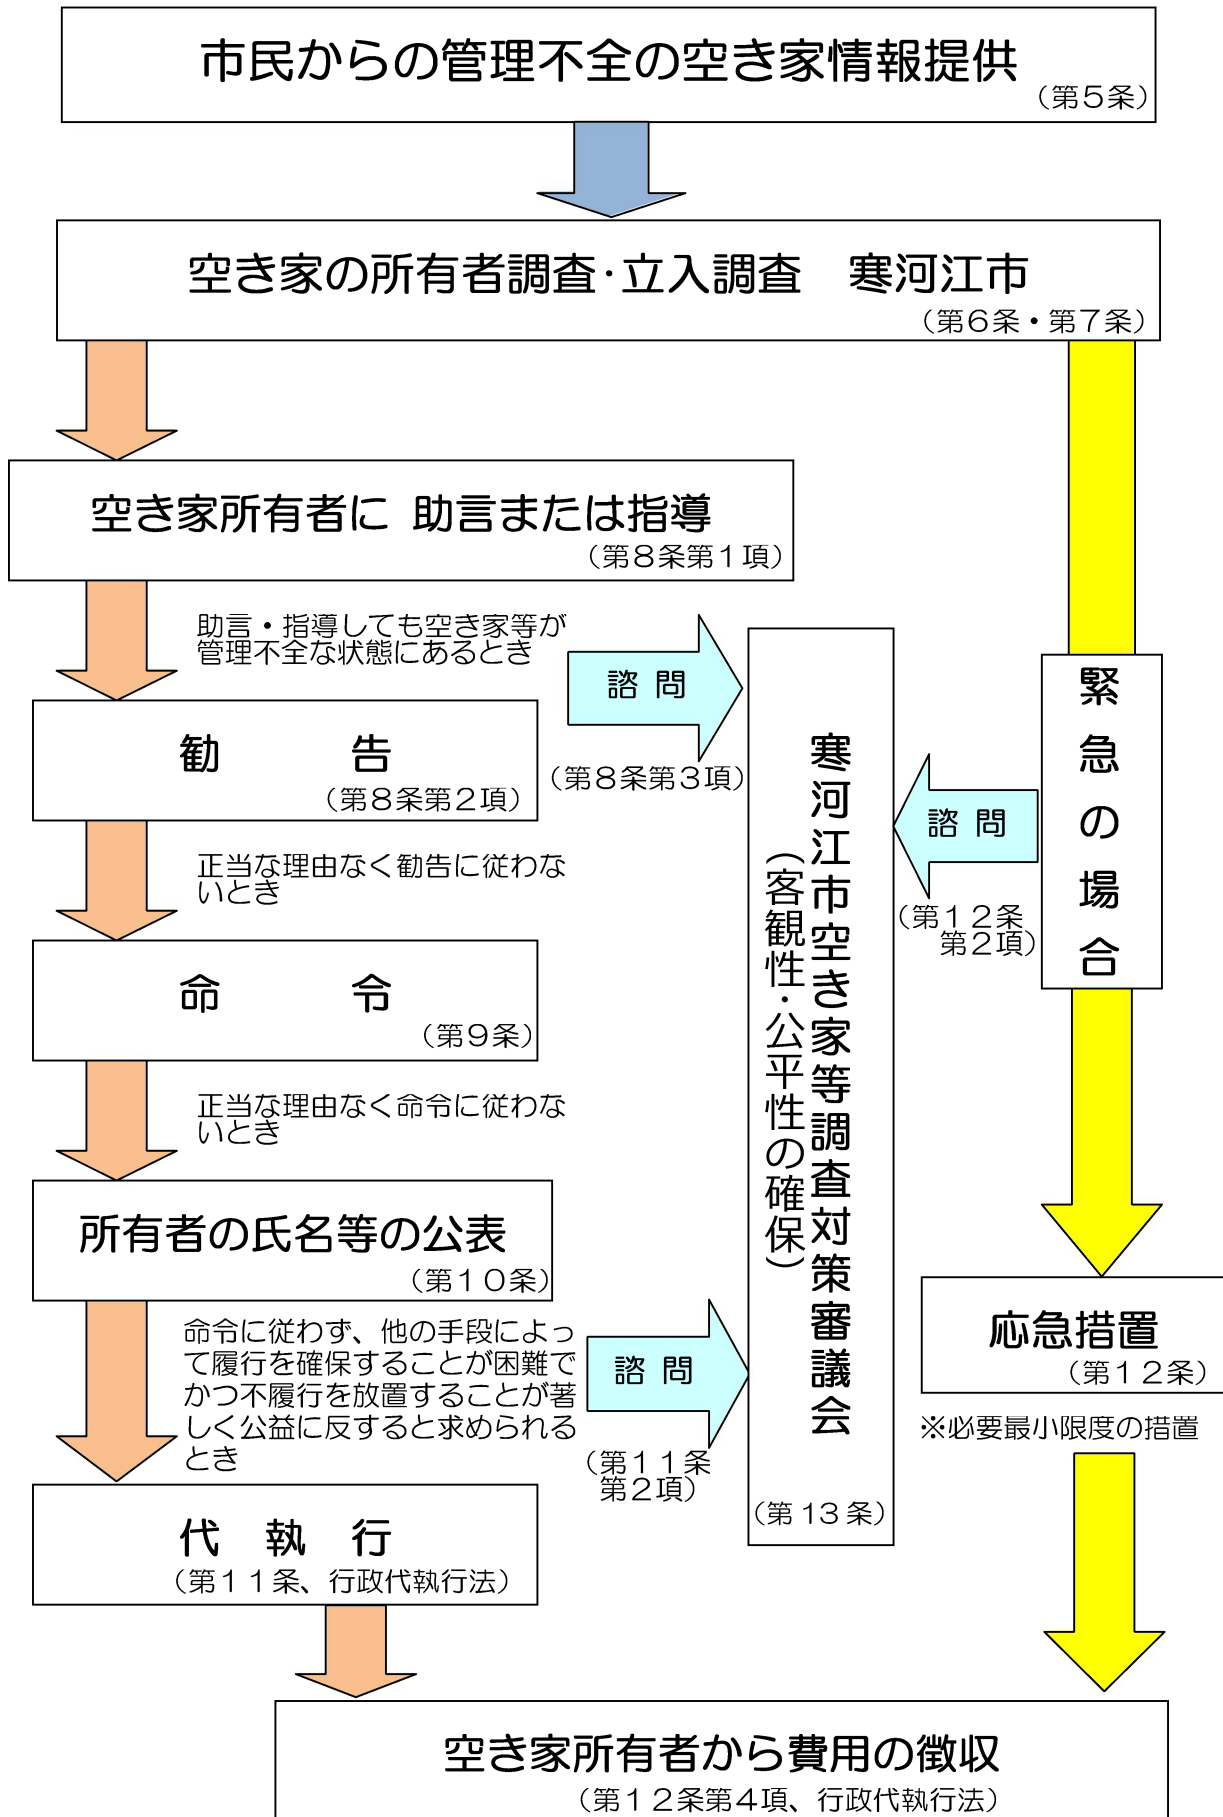 市民からの管理不全の空き家情報提供
（第５条）
空き家の所有者調査・立入調査　寒河江市
（第６条・第７条）
空き家所有者に 助言または指導
（第８条第１項）
助言・指導しても空き家等が
管理不全な状態にあるとき
諮 問
（第８条第３項）
勧　　　告
（第８条第２項）
正当な理由なく勧告に従わな
いとき
命　　　令
（第９条）
正当な理由なく命令に従わな
いとき
所有者の氏名等の公表
（第１０条）
命令に従わず、他の手段によっ
て履行を確保することが困難で
かつ不履行を放置することが著
しく公益に反すると求められる
とき
諮 問
（第１１条
第２項）
代　執　行
（第１１条、行政代執行法）
寒河江市空き家等調査対策審議会
（客観性・公平性の確保）
（第13条）
緊急の場合
諮 問
（第１２条
第２項）
応急措置
（第１２条）
※必要最小限度の措置
空き家所有者から費用の徴収
（第１２条第４項、行政代執行法）